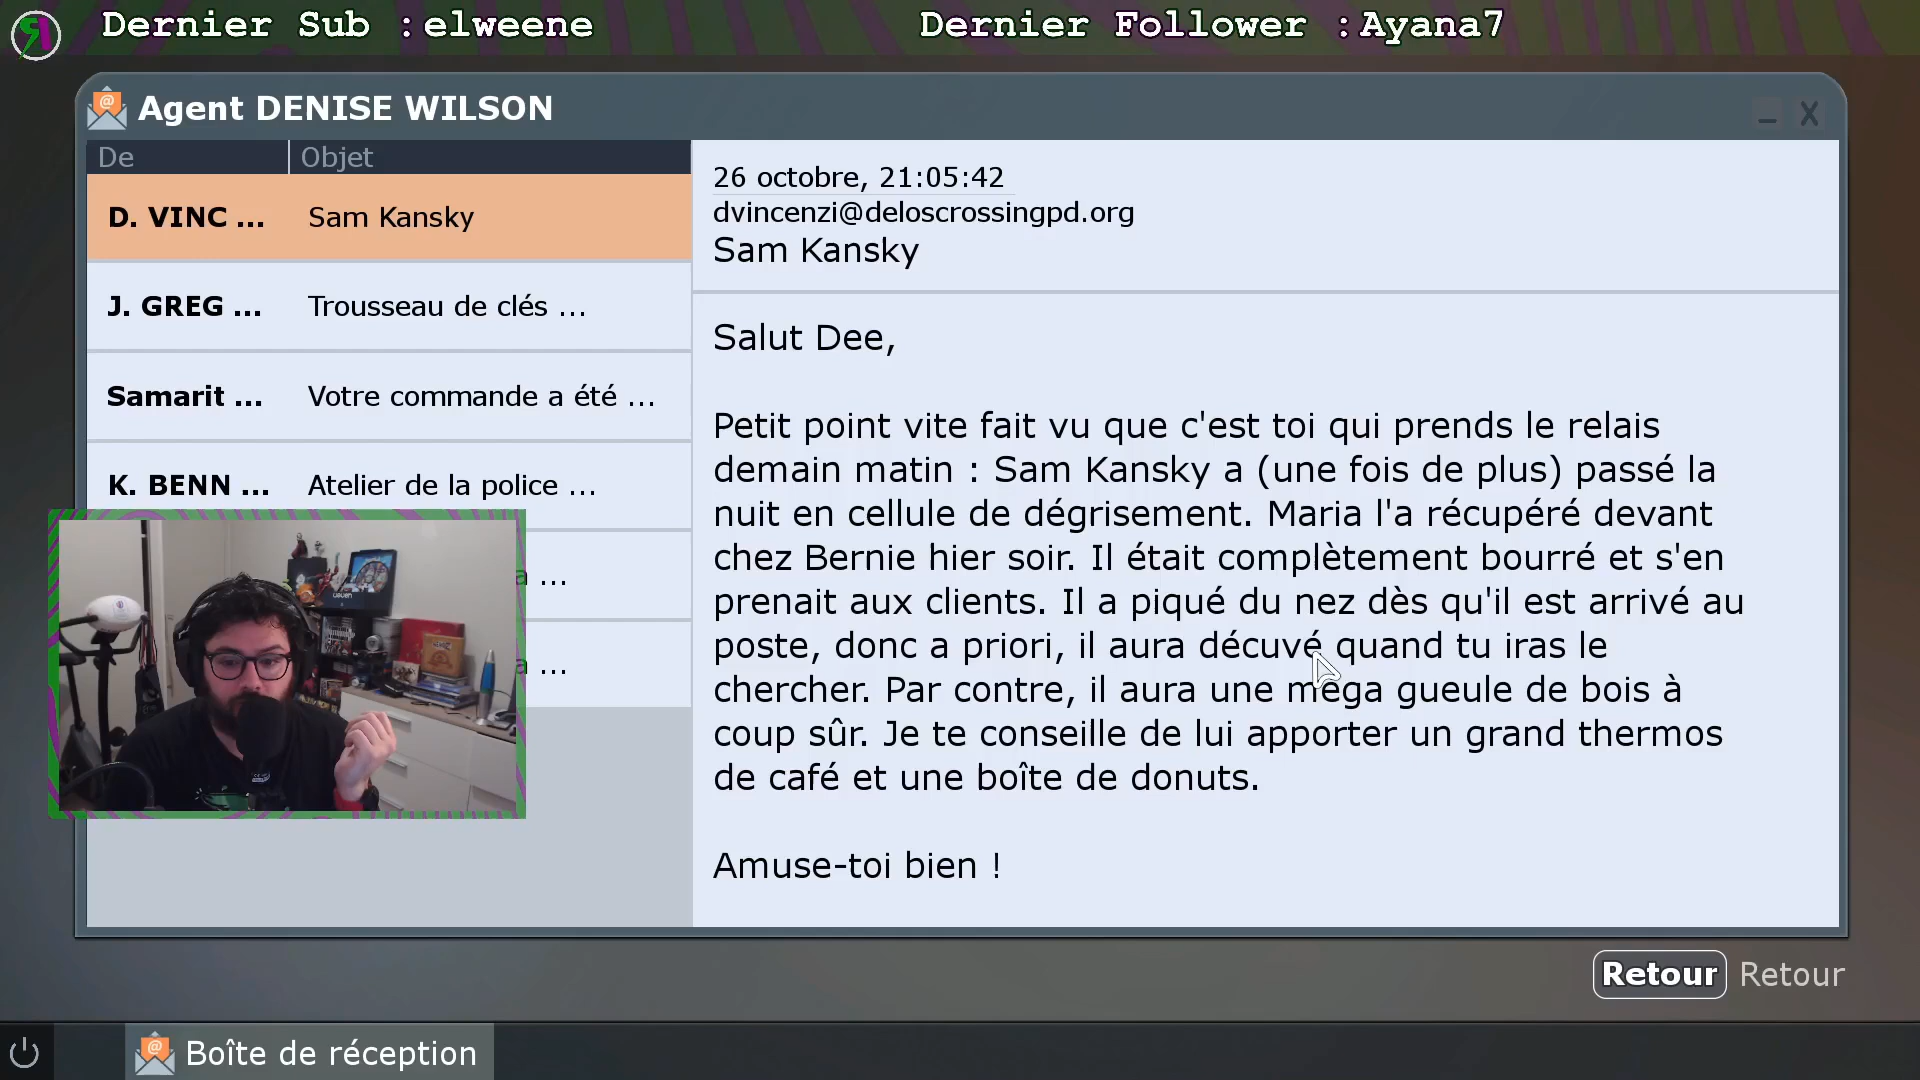 Dernier Sub :elweene
Dernier Follower :Ayana7
Agent DENISE WILSON
De
Objet
D. VINC ...
Sam Kansky
J. GREG ...
Trousseau de clés ...
Samarit ...
Votre commande a été ...
K. BENN ...
Atelier de la police ...
a ...
a ...
26 octobre, 21:05:42
dvincenzi@deloscrossingpd.org
Sam Kansky
Salut Dee,
Petit point vite fait vu que c'est toi qui prends le relais
demain matin : Sam Kansky a (une fois de plus) passé la
nuit en cellule de dégrisement. Maria l'a récupéré devant
chez Bernie hier soir. Il était complètement bourré et s'en
prenait aux clients. Il a piqué du nez dès qu'il est arrivé au
poste, donc a priori, il aura décuvé quand tu iras le
chercher. Par contre, il aura une méga gueule de bois à
coup sûr. Je te conseille de lui apporter un grand thermos
de café et une boîte de donuts.
Amuse-toi bien !
Retour Retour
Boîte de réception